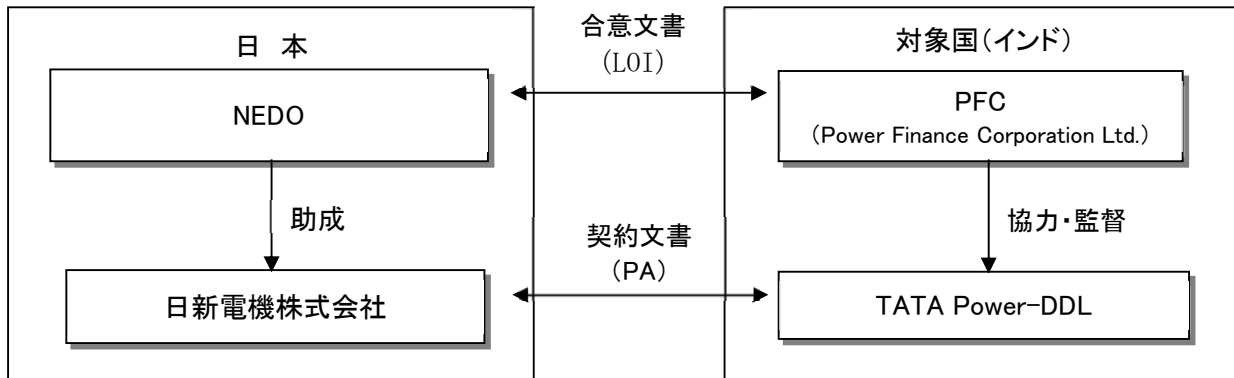 日 本
NEDO
助成
日新電機株式会社
合意文書
(LOI)
契約文書
(PA)
対象国(インド)
PFC
(Power Finance Corporation Ltd.)
協力・監督
TATA Power-DDL